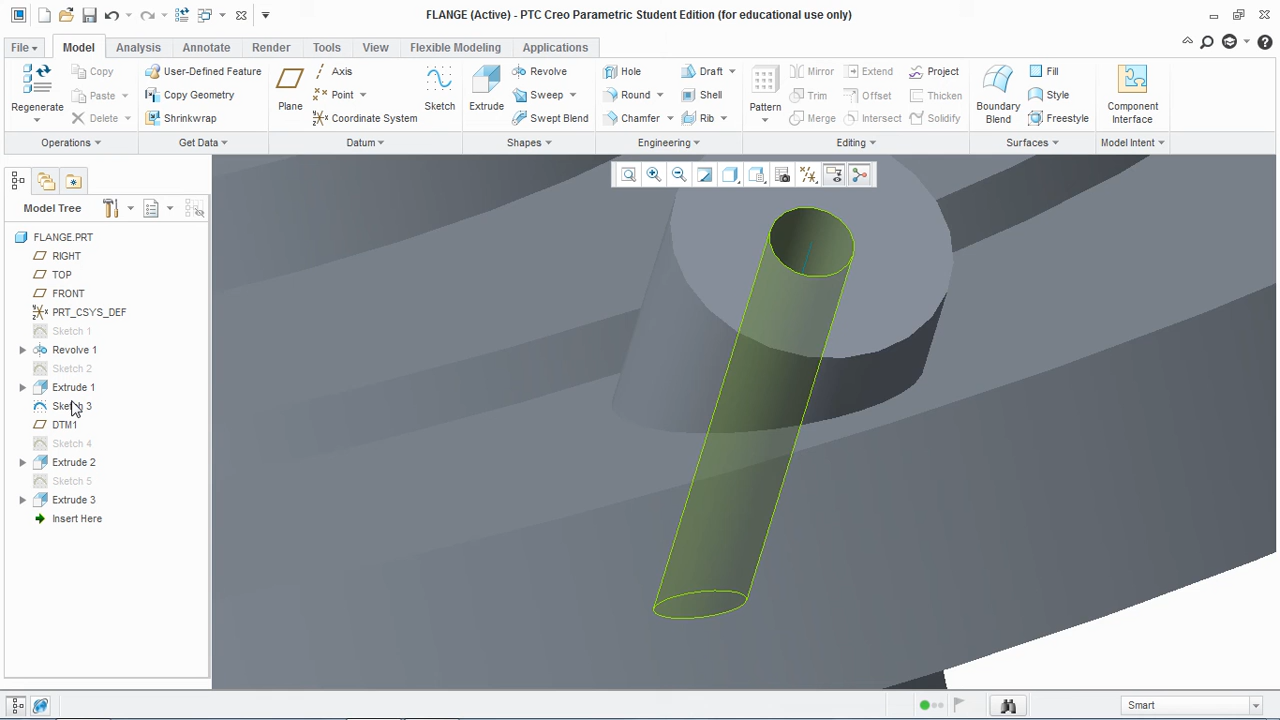 FLANGE (Active) - PTC Creo Parametric Student Edition (for educational use only)
File Model Analysis Annotate Render Tools View Flexible Modeling Applications
Regenerate
Copy
Paste
Delete
User-Defined Feature
Copy Geometry
Shrinkwrap
Plane
Axis
Point
Coordinate System
Sketch
Extrude
Revolve
Sweep
Swept Blend
Hole
Round
Chamfer
Draft
Shell
Rib
Pattern
Mirror
Trim
Merge
Extend
Offset
Intersect
Project
Thicken
Solidify
Boundary
Blend
Fill
Style
Freestyle
Component
Interface
Operations Get Data Datum Shapes Engineering Editing Surfaces Model Intent
Model Tree
FLANGE.PRT
RIGHT
TOP
FRONT
PRT_CSYS_DEF
Sketch 1
Revolve 1
Sketch 2
Extrude 1
Sketch 3
DTM1
Sketch 4
Extrude 2
Sketch 5
Extrude 3
Insert Here
Smart